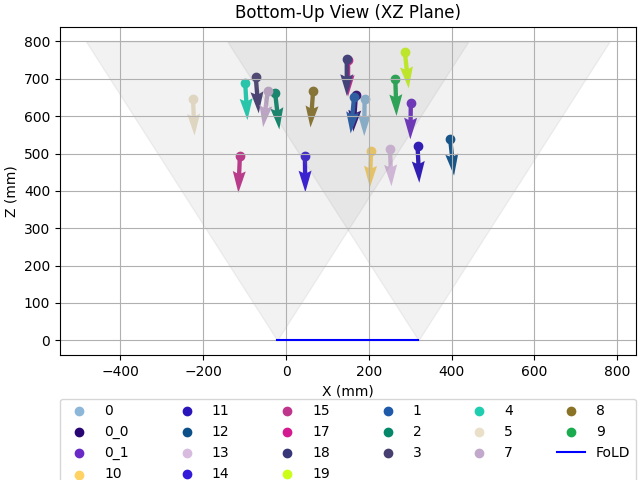 Bottom-Up View (XZ Plane)
800
700
600
500
400
300
200
100
0
Z (mm)
−400 −200 0 200 400 600 800
X (mm)
0 11 15 1 4 8
0_0 12 17 2 5 9
0_1 13 18 3 7 FoLD
10 14 19